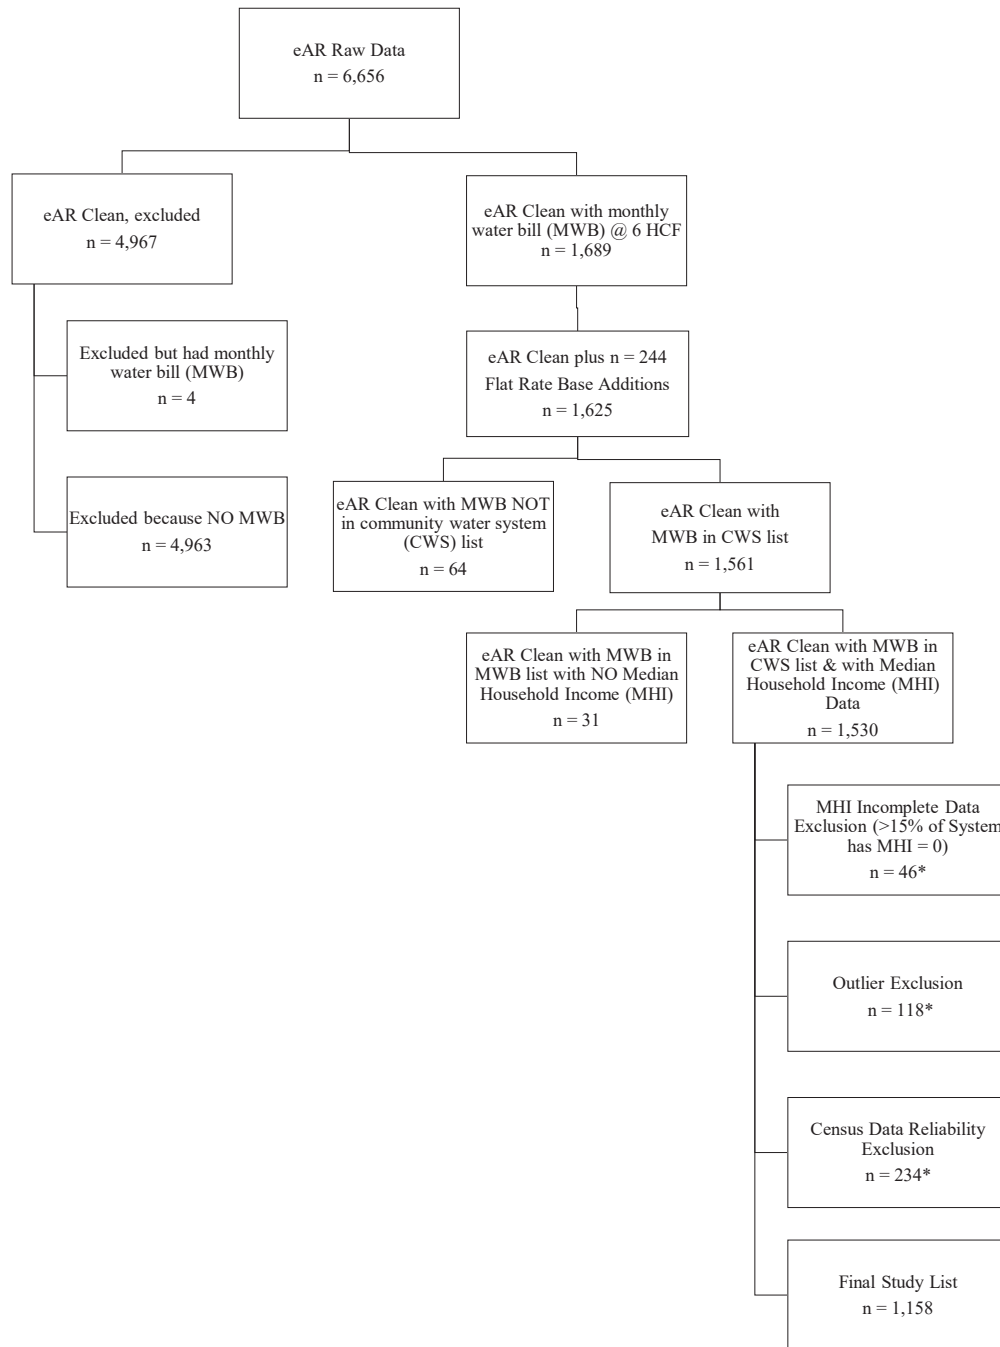 eAR Raw Data
n = 6,656
eAR Clean, excluded
n = 4,967
eAR Clean with monthly
water bill (MWB) @ 6 HCF
n = 1,689
Excluded but had monthly
water bill (MWB)
n = 4
eAR Clean plus n = 244
Flat Rate Base Additions
n = 1,625
Excluded because NO MWB
n = 4,963
eAR Clean with MWB NOT
in community water system
(CWS) list
n = 64
eAR Clean with
MWB in CWS list
n = 1,561
eAR Clean with MWB in
MWB list with NO Median
Household Income (MHI)
n = 31
eAR Clean with MWB in
CWS list & with Median
Household Income (MHI)
Data
n = 1,530
MHI Incomplete Data
Exclusion (>15% of System
has MHI = 0)
n = 46*
Outlier Exclusion
n = 118*
Census Data Reliability
Exclusion
n = 234*
Final Study List
n = 1,158